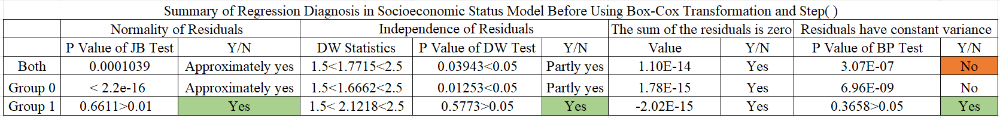 Summary of Regression Diagnosis in Socioeconomic Status Model Before Using Box-Cox Transformation and Step( )
Normality of Residuals Independence of Residuals The sum of the residuals is zero Residuals have constant variance
P Value of JB Test Y/N DW Statistics P Value of DW Test Y/N Value Y/N P Value of BP Test Y/N
Both 0.0001039 Approximately yes 1.5<1.7715<2.5 0.03943<0.05 Partly yes 1.10E-14 Yes 3.07E-07 No
Group 0 < 2.2e-16 Approximately yes 1.5<1.6662<2.5 0.01253<0.05 Partly yes 1.78E-15 Yes 6.96E-09 No
Group 1 0.6611>0.01 Yes 1.5< 2.1218<2.5 0.5773>0.05 Yes -2.02E-15 Yes 0.3658>0.05 Yes